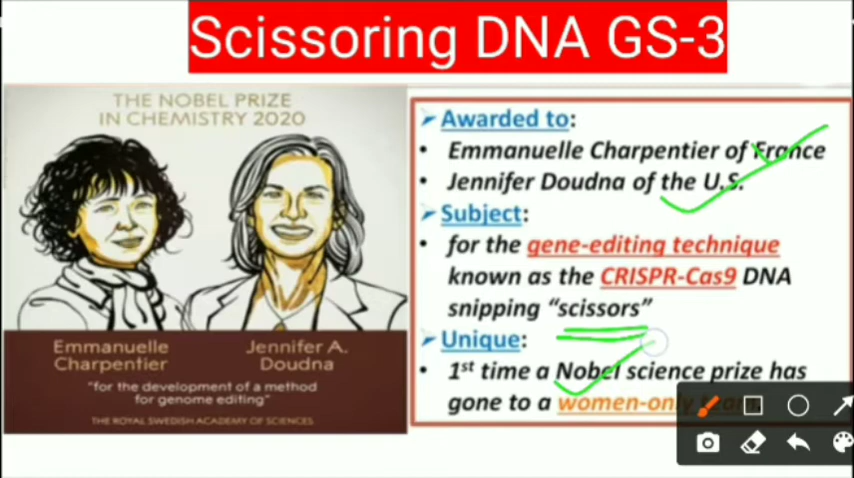 Scissoring DNA GS-3
THE NOBEL PRIZE
IN CHEMISTRY 2020
Emmanuelle
Charpentier
Jennifer A.
Doudna
"for the development of a method
for genome editing"
THE ROYAL SWEDISH ACADEMY OF SCIENCES
➢ Awarded to:
• Emmanuelle Charpentier of France
• Jennifer Doudna of the U.S.
➢ Subject:
• for the gene-editing technique
known as the CRISPR-Cas9 DNA
snipping “scissors”
➢ Unique:
• 1st time a Nobel science prize has
gone to a women-only